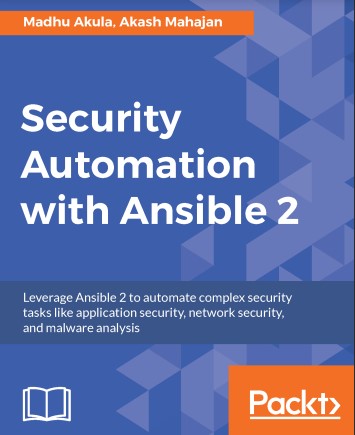 Madhu Akula, Akash Mahajan
Security
Automation
with Ansible 2
Leverage Ansible 2 to automate complex security
tasks like application security, network security,
and malware analysis
Packt>